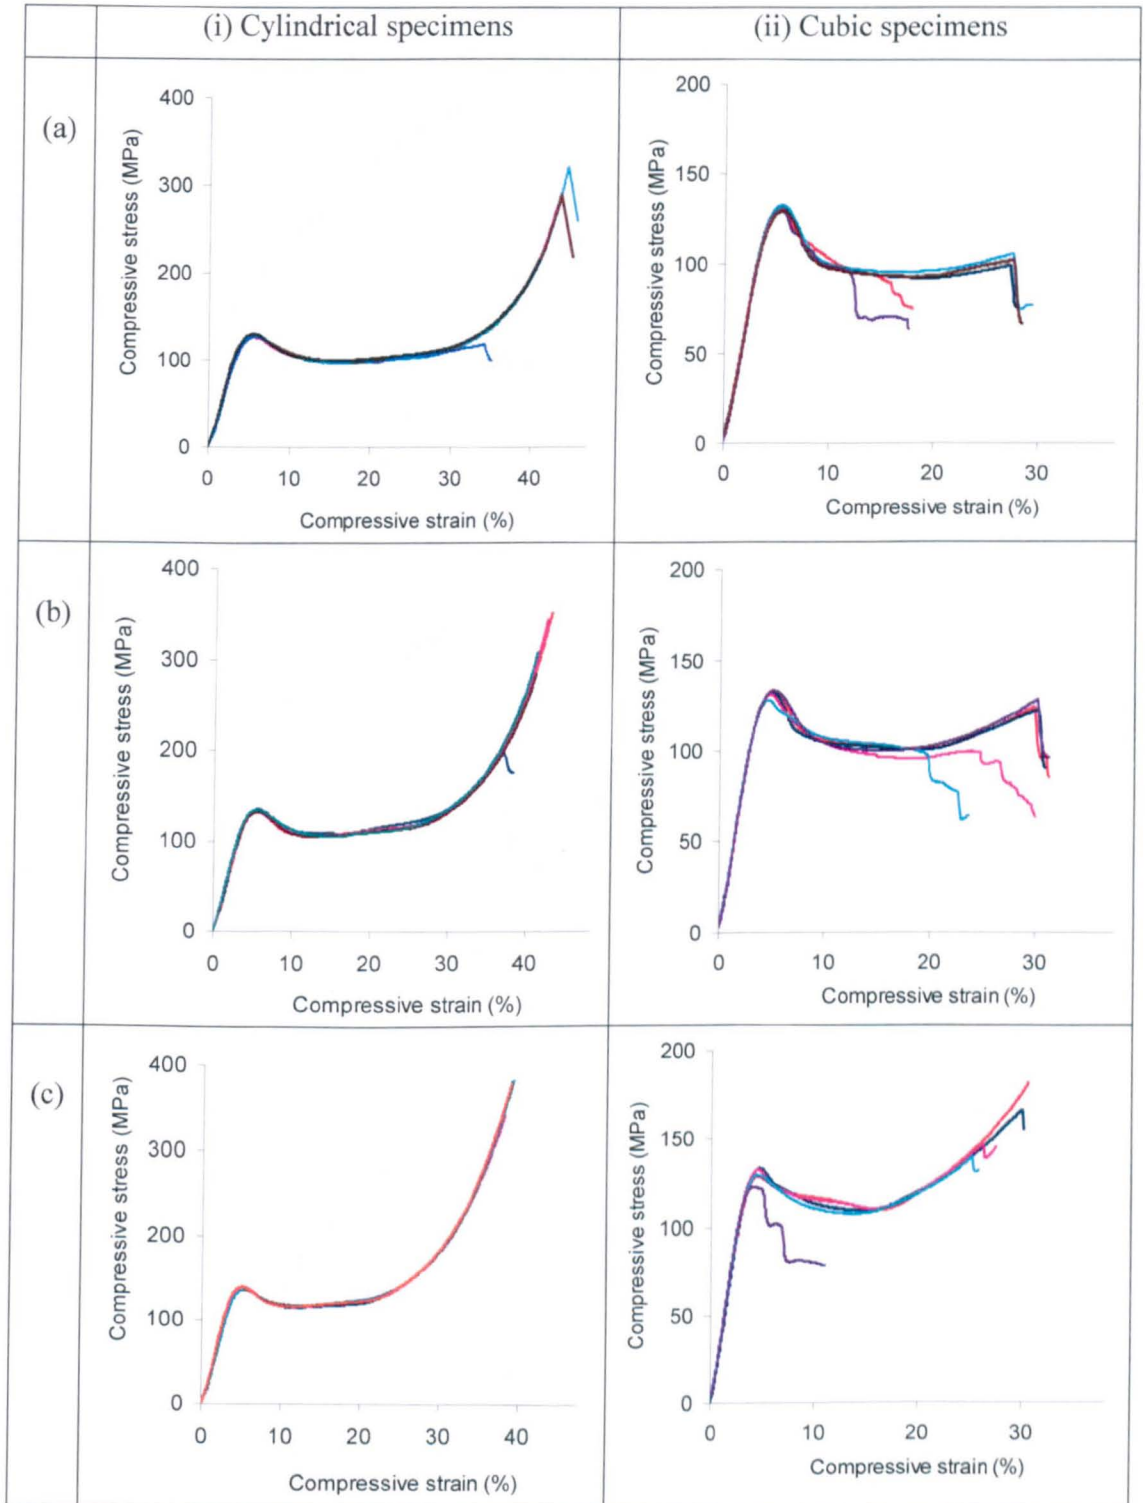 (i) Cylindrical specimens
(ii) Cubic specimens
(a)
Compressive stress (MPa)
400
300
200
100
0
0 10 20 30 40
Compressive strain (%)
Compressive stress (MPa)
200
150
100
50
0
0 10 20 30
Compressive strain (%)
(b)
Compressive stress (MPa)
400
300
200
100
0
0 10 20 30 40
Compressive strain (%)
Compressive stress (MPa)
200
150
100
50
0
0 10 20 30
Compressive strain (%)
(c)
Compressive stress (MPa)
400
300
200
100
0
0 10 20 30 40
Compressive strain (%)
Compressive stress (MPa)
200
150
100
50
0
0 10 20 30
Compressive strain (%)